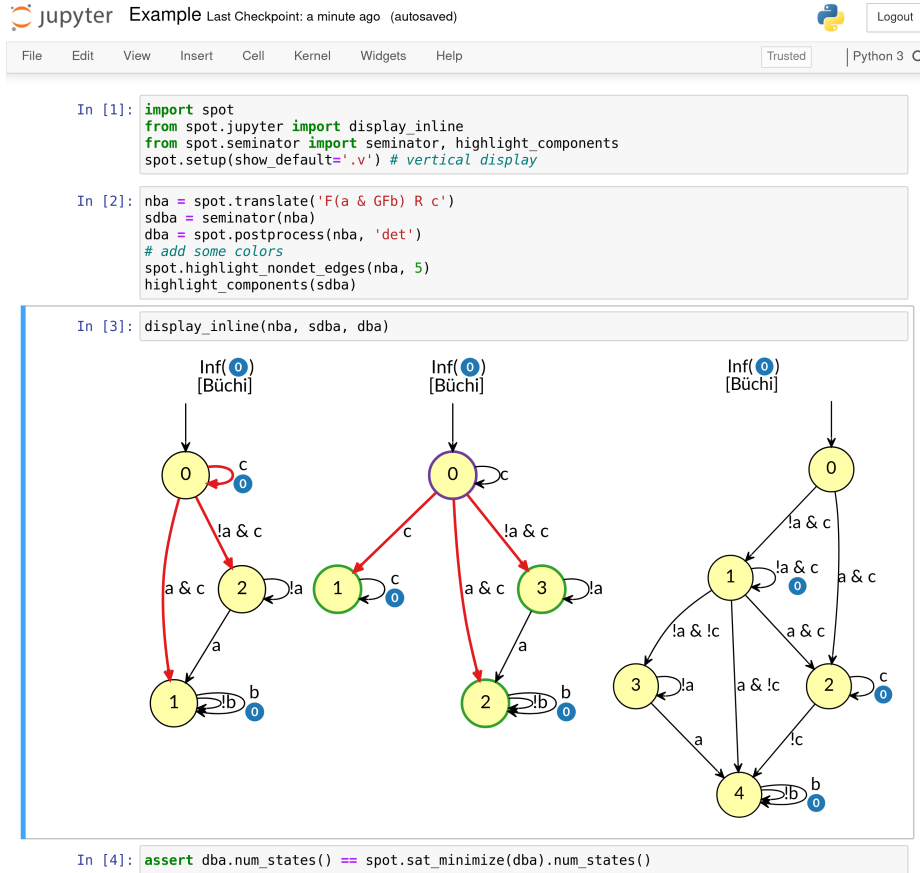 jupyter Example Last Checkpoint: a minute ago (autosaved)
Logout
File Edit View Insert Cell Kernel Widgets Help
Trusted
Python 3
In [1]:
import spot
from spot.jupyter import display_inline
from spot.seminator import seminator, highlight_components
spot.setup(show_default='.v') # vertical display
In [2]:
nba = spot.translate('F(a & GFb) R c')
sdba = seminator(nba)
dba = spot.postprocess(nba, 'det')
# add some colors
spot.highlight_nondet_edges(nba, 5)
highlight_components(sdba)
In [3]:
display_inline(nba, sdba, dba)
Inf( 0 )
[Büchi]
0
c
0
!a & c
a & c
2
!a
a
1
!b
b
0
Inf( 0 )
[Büchi]
0
c
c
!a & c
a & c
1
c
0
3
!a
a
2
!b
b
0
Inf( 0 )
[Büchi]
0
!a & c
a & c
1
!a & c
0
!a & !c
a & c
a & !c
3
!a
2
c
0
a
!c
4
!b
b
0
In [4]:
assert dba.num_states() == spot.sat_minimize(dba).num_states()